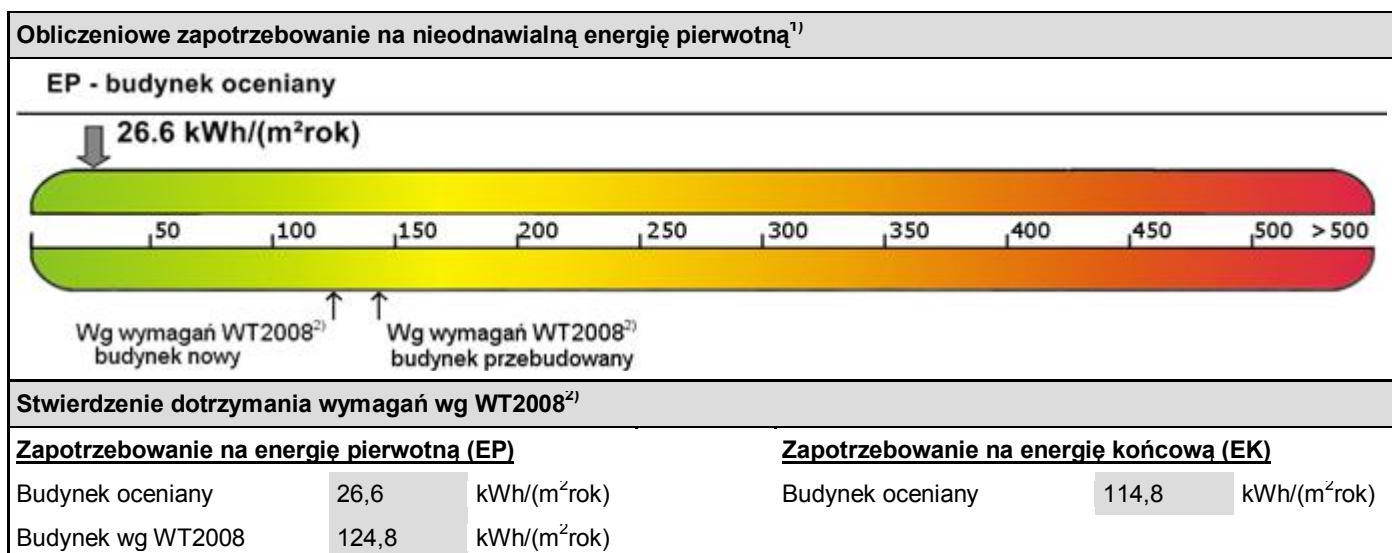 Obliczeniowe zapotrzebowanie na nieodnawialną energię pierwotną¹⁾
EP - budynek oceniany
26.6 kWh/(m²rok)
50 100 150 200 250 300 350 400 450 500 > 500
Wg wymagań WT2008²⁾
budynek nowy
Wg wymagań WT2008²⁾
budynek przebudowany
Stwierdzenie dotrzymania wymagań wg WT2008²⁾
Zapotrzebowanie na energię pierwotną (EP)
Budynek oceniany 26,6 kWh/(m²rok)
Budynek wg WT2008 124,8 kWh/(m²rok)
Zapotrzebowanie na energię końcową (EK)
Budynek oceniany 114,8 kWh/(m²rok)